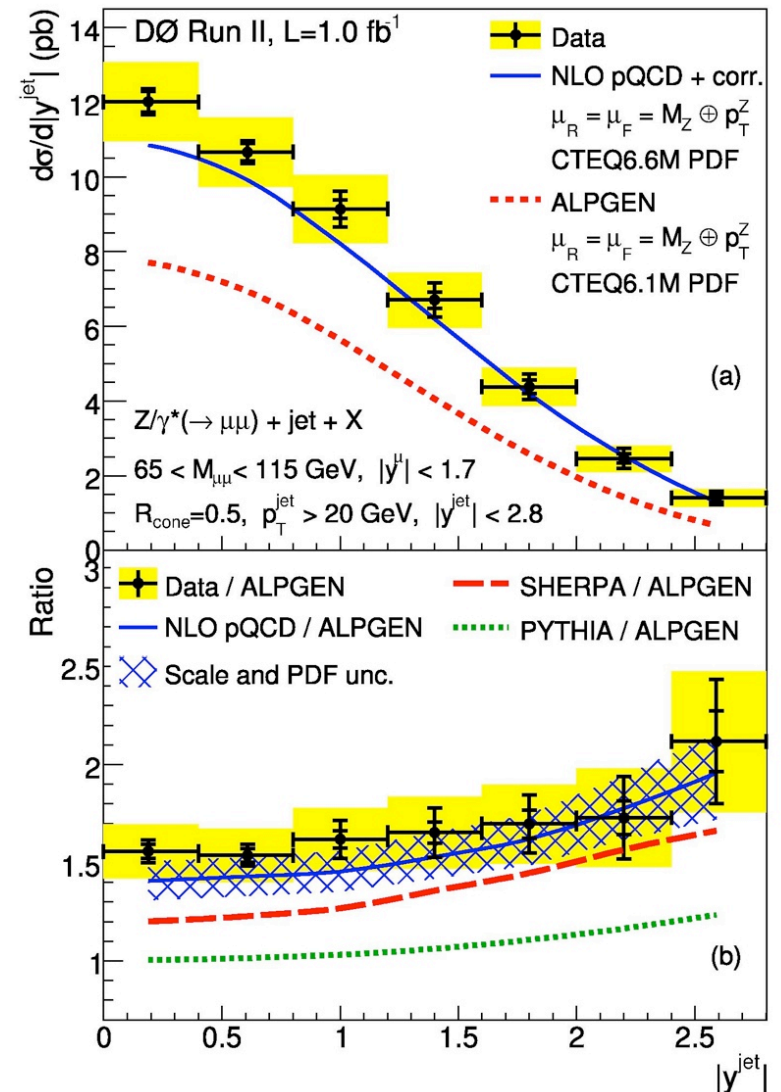 DØ Run II, L=1.0 fb⁻¹
dσ/d|y^jet| (pb)
14
12
10
8
6
4
2
0
Data
NLO pQCD + corr.
μ_R = μ_F = M_Z ⊕ p_T^Z
CTEQ6.6M PDF
ALPGEN
μ_R = μ_F = M_Z ⊕ p_T^Z
CTEQ6.1M PDF
(a)
Z/γ*(→ μμ) + jet + X
65 < M_μμ < 115 GeV, |y^μ| < 1.7
R_cone=0.5, p_T^jet > 20 GeV, |y^jet| < 2.8
Ratio
3
2.5
2
1.5
1
Data / ALPGEN
NLO pQCD / ALPGEN
Scale and PDF unc.
SHERPA / ALPGEN
PYTHIA / ALPGEN
(b)
0 0.5 1 1.5 2 2.5
|y^jet|